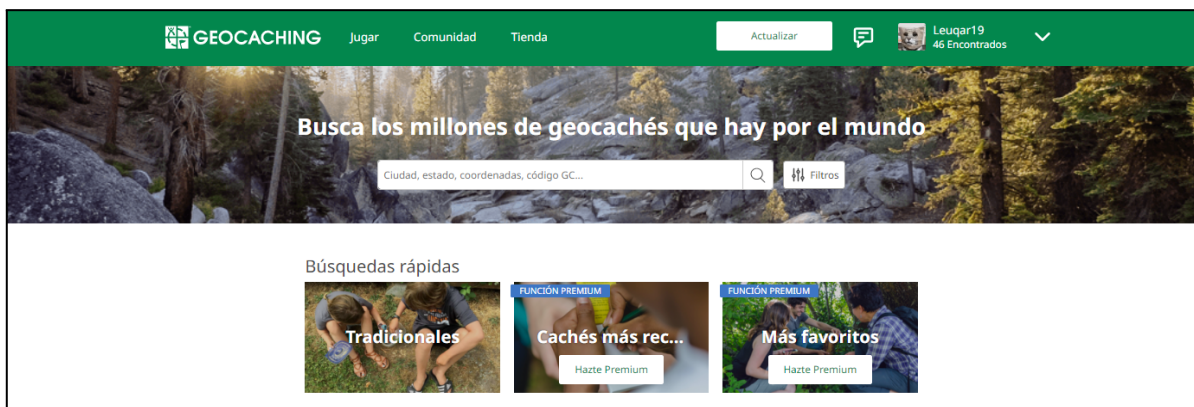 GEOCACHING Jugar Comunidad Tienda Actualizar Leuqar19
46 Encontrados
Busca los millones de geocachés que hay por el mundo
Ciudad, estado, coordenadas, código GC... Filtros
Búsquedas rápidas
Tradicionales
FUNCIÓN PREMIUM
Cachés más rec...
Hazte Premium
FUNCIÓN PREMIUM
Más favoritos
Hazte Premium